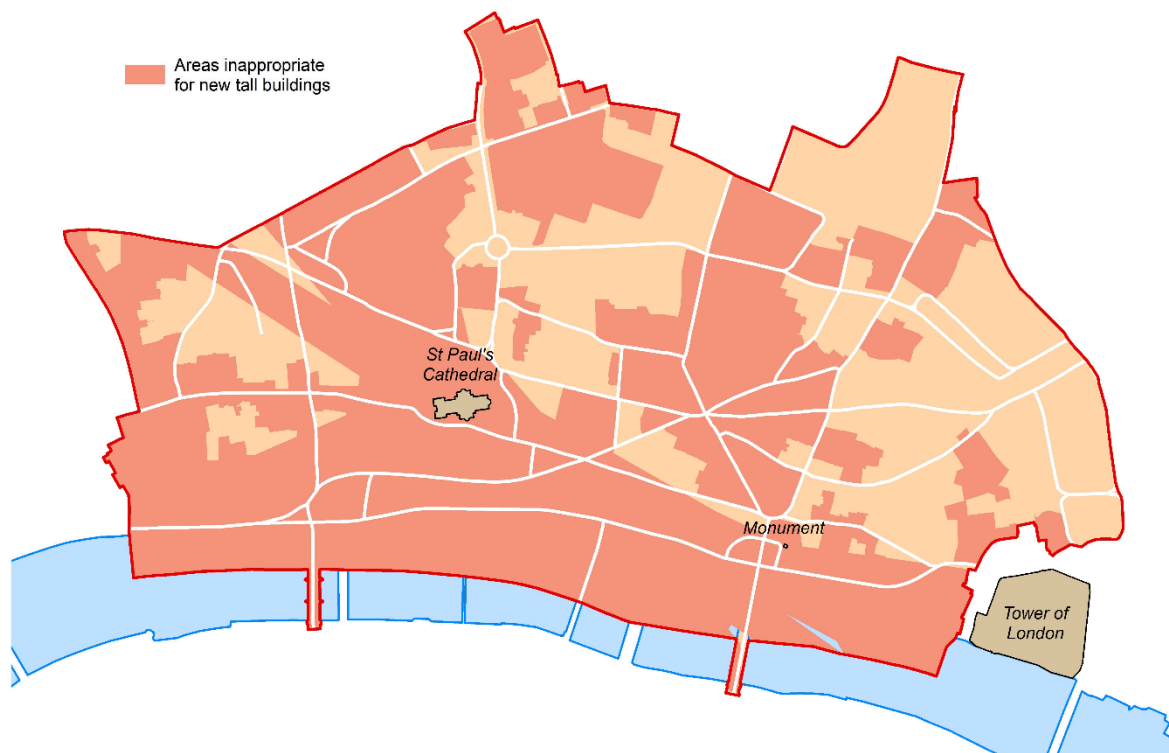 Areas inappropriate
for new tall buildings
St Paul's
Cathedral
Monument
Tower of
London